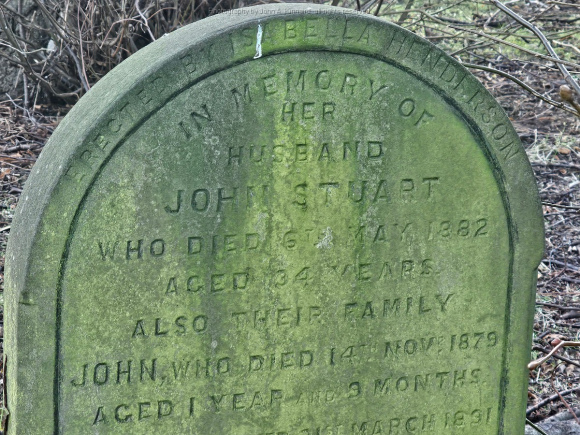 ERECTED BY ISABELLA HENDERSON
IN MEMORY OF
HER
HUSBAND
JOHN STUART
WHO DIED 6TH MAY 1882
AGED 34 YEARS
ALSO THEIR FAMILY
JOHN, WHO DIED 14TH NOV. 1879
AGED 1 YEAR AND 9 MONTHS.
MARCH 1891